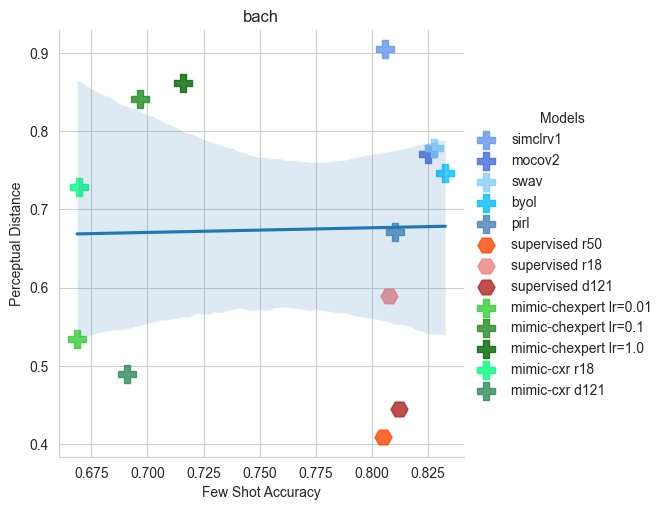 bach
0.9
0.8
0.7
0.6
0.5
0.4
Perceptual Distance
0.675 0.700 0.725 0.750 0.775 0.800 0.825
Few Shot Accuracy
Models
simclrv1
mocov2
swav
byol
pirl
supervised r50
supervised r18
supervised d121
mimic-chexpert lr=0.01
mimic-chexpert lr=0.1
mimic-chexpert lr=1.0
mimic-cxr r18
mimic-cxr d121